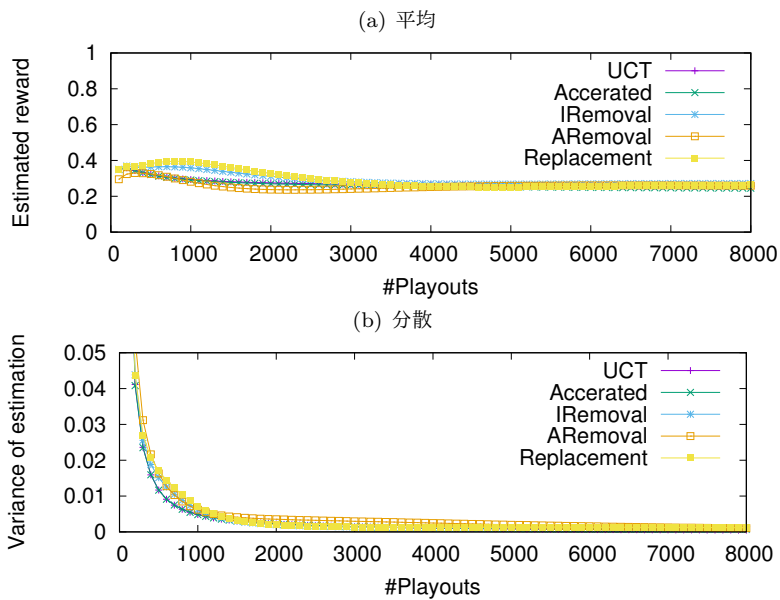 (a) 平均
Estimated reward
1
0.8
0.6
0.4
0.2
0
UCT
Accerated
IRemoval
ARemoval
Replacement
0 1000 2000 3000 4000 5000 6000 7000 8000
#Playouts
(b) 分散
Variance of estimation
0.05
0.04
0.03
0.02
0.01
0
UCT
Accerated
IRemoval
ARemoval
Replacement
0 1000 2000 3000 4000 5000 6000 7000 8000
#Playouts